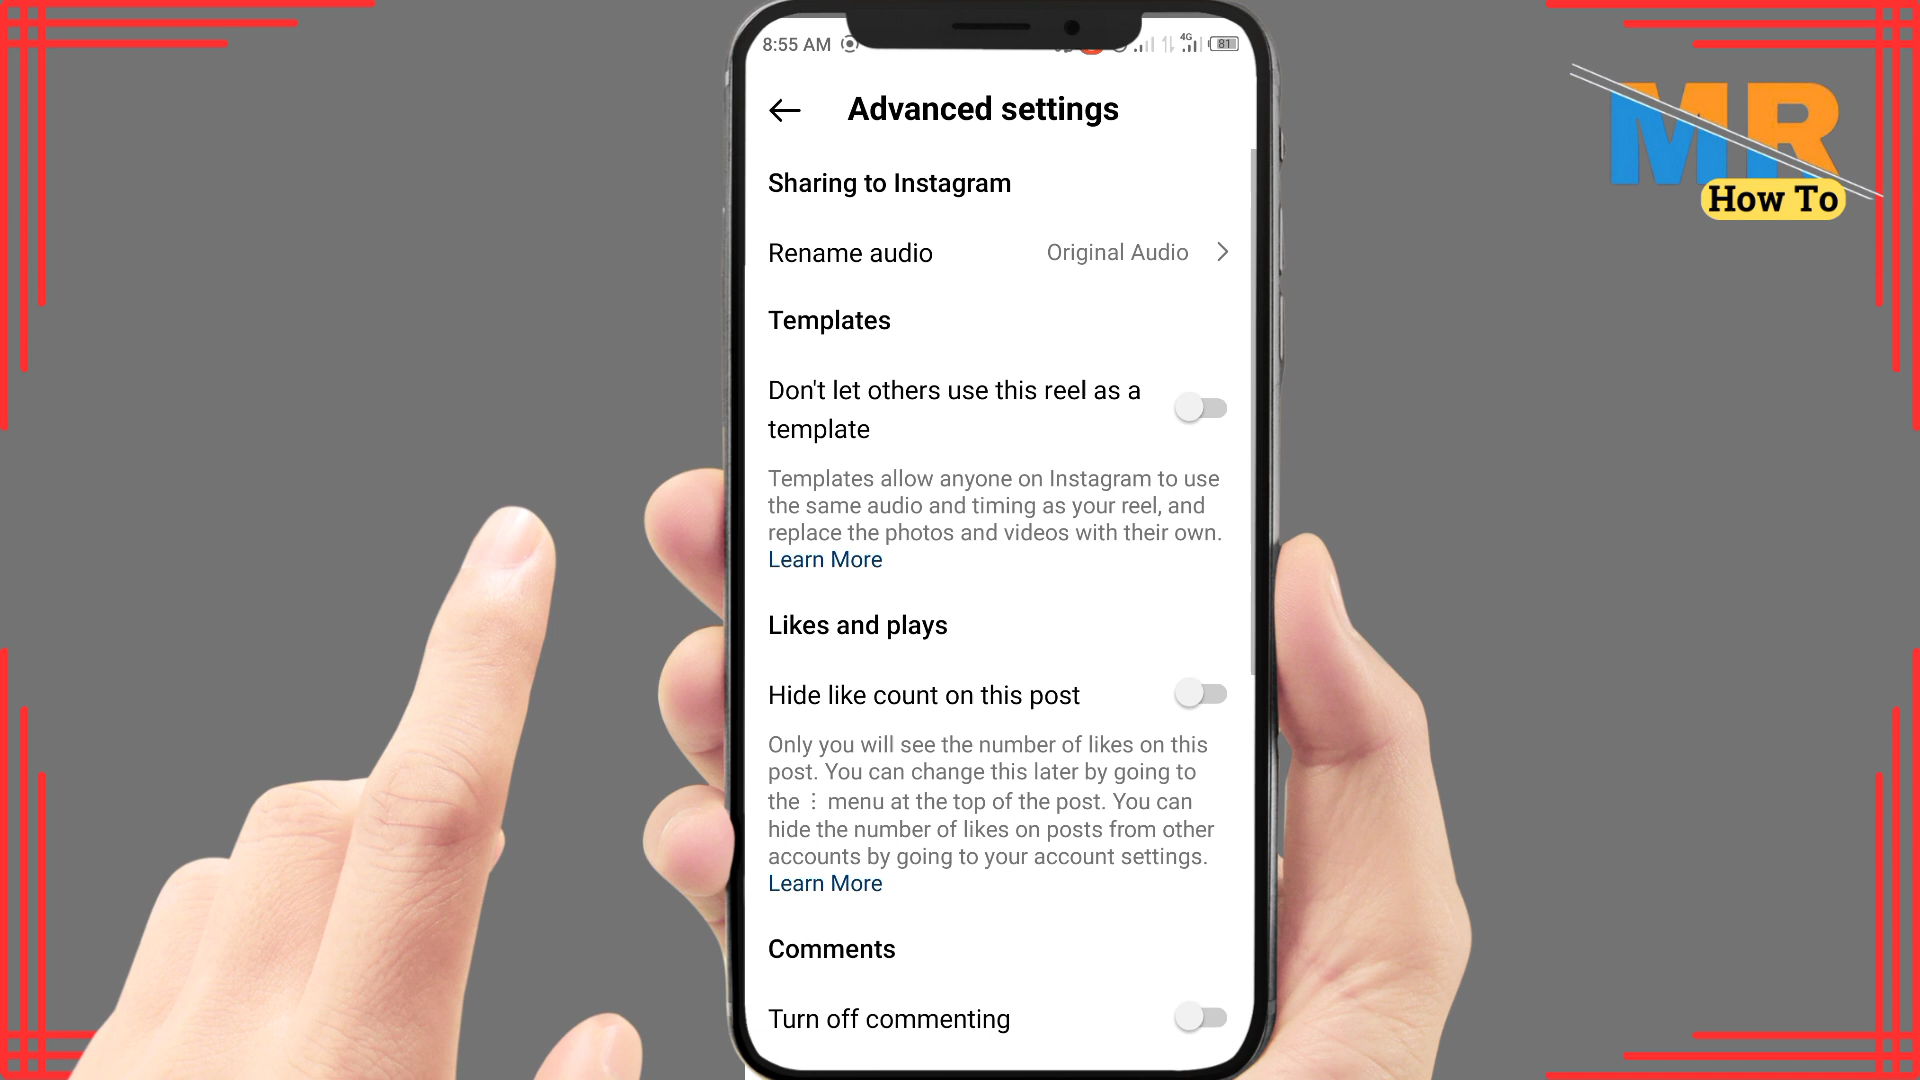 8:55 AM
4G
81
Advanced settings
Sharing to Instagram
Rename audio Original Audio
Templates
Don't let others use this reel as a
template
Templates allow anyone on Instagram to use
the same audio and timing as your reel, and
replace the photos and videos with their own.
Learn More
Likes and plays
Hide like count on this post
Only you will see the number of likes on this
post. You can change this later by going to
the ⋮ menu at the top of the post. You can
hide the number of likes on posts from other
accounts by going to your account settings.
Learn More
Comments
Turn off commenting
MR
How To